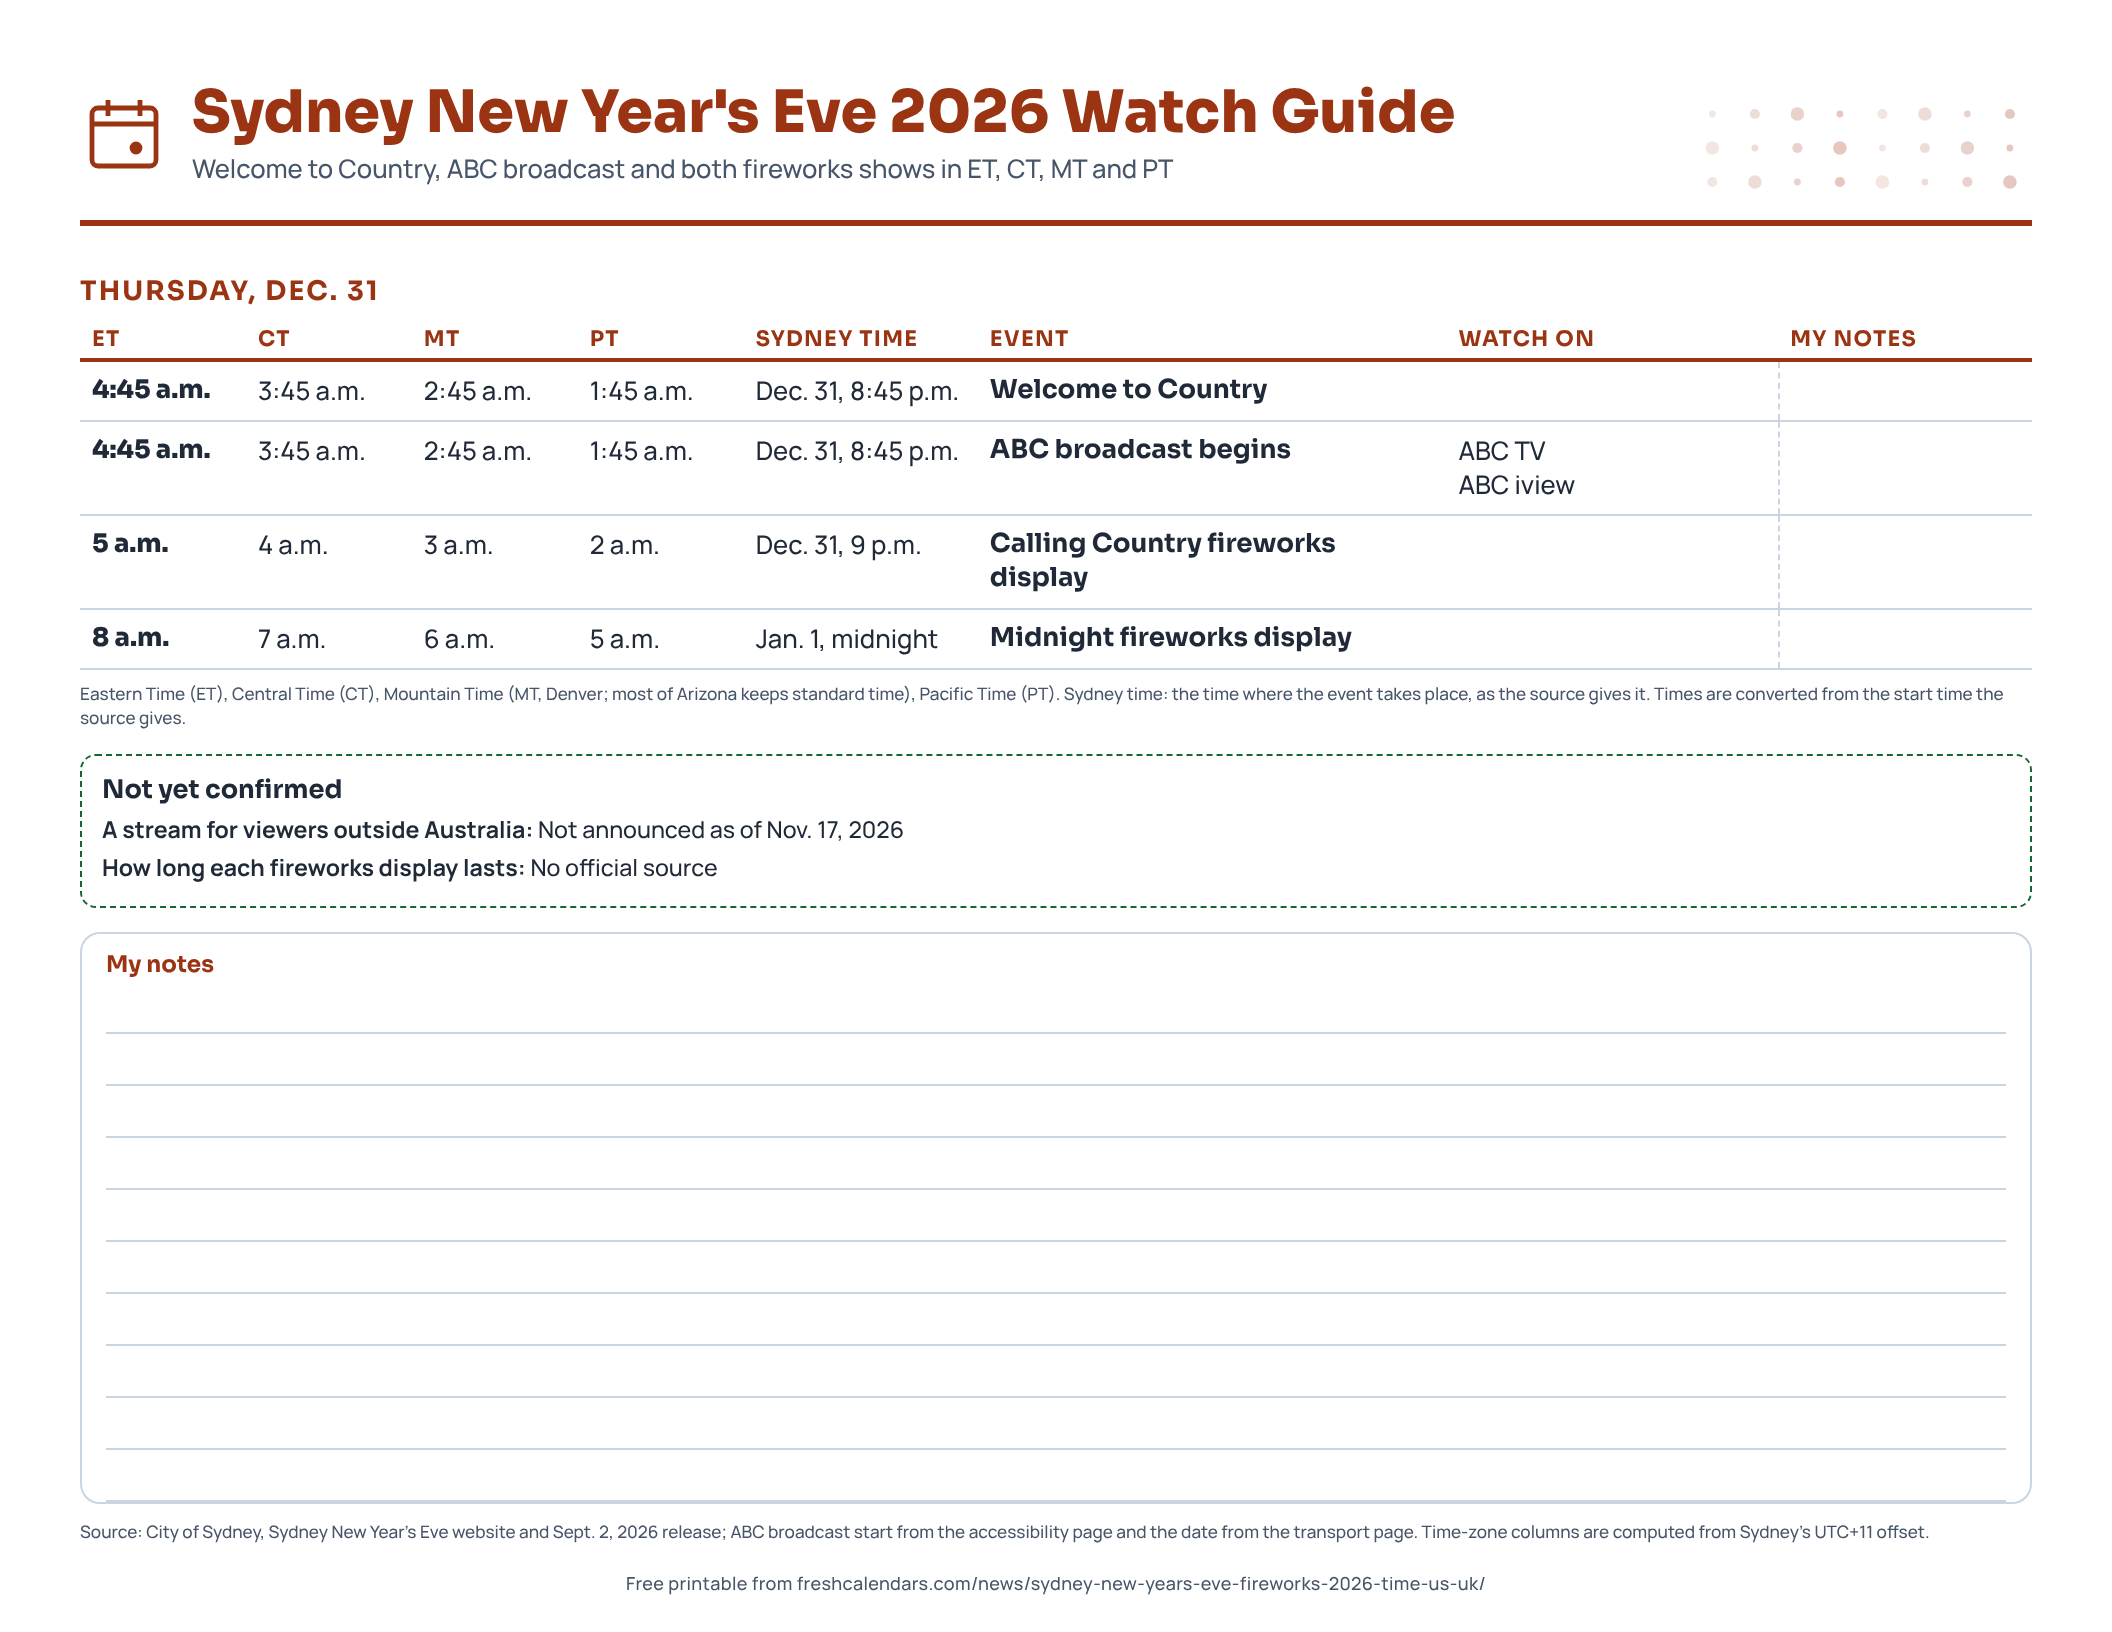 Sydney New Year's Eve 2026 Watch Guide
Welcome to Country, ABC broadcast and both fireworks shows in ET, CT, MT and PT
THURSDAY, DEC. 31
ET CT MT PT SYDNEY TIME EVENT WATCH ON MY NOTES
4:45 a.m. 3:45 a.m. 2:45 a.m. 1:45 a.m. Dec. 31, 8:45 p.m. Welcome to Country
4:45 a.m. 3:45 a.m. 2:45 a.m. 1:45 a.m. Dec. 31, 8:45 p.m. ABC broadcast begins ABC TV
ABC iview
5 a.m. 4 a.m. 3 a.m. 2 a.m. Dec. 31, 9 p.m. Calling Country fireworks
display
8 a.m. 7 a.m. 6 a.m. 5 a.m. Jan. 1, midnight Midnight fireworks display
Eastern Time (ET), Central Time (CT), Mountain Time (MT, Denver; most of Arizona keeps standard time), Pacific Time (PT). Sydney time: the time where the event takes place, as the source gives it. Times are converted from the start time the
source gives.
Not yet confirmed
A stream for viewers outside Australia: Not announced as of Nov. 17, 2026
How long each fireworks display lasts: No official source
My notes
Source: City of Sydney, Sydney New Year's Eve website and Sept. 2, 2026 release; ABC broadcast start from the accessibility page and the date from the transport page. Time-zone columns are computed from Sydney's UTC+11 offset.
Free printable from freshcalendars.com/news/sydney-new-years-eve-fireworks-2026-time-us-uk/